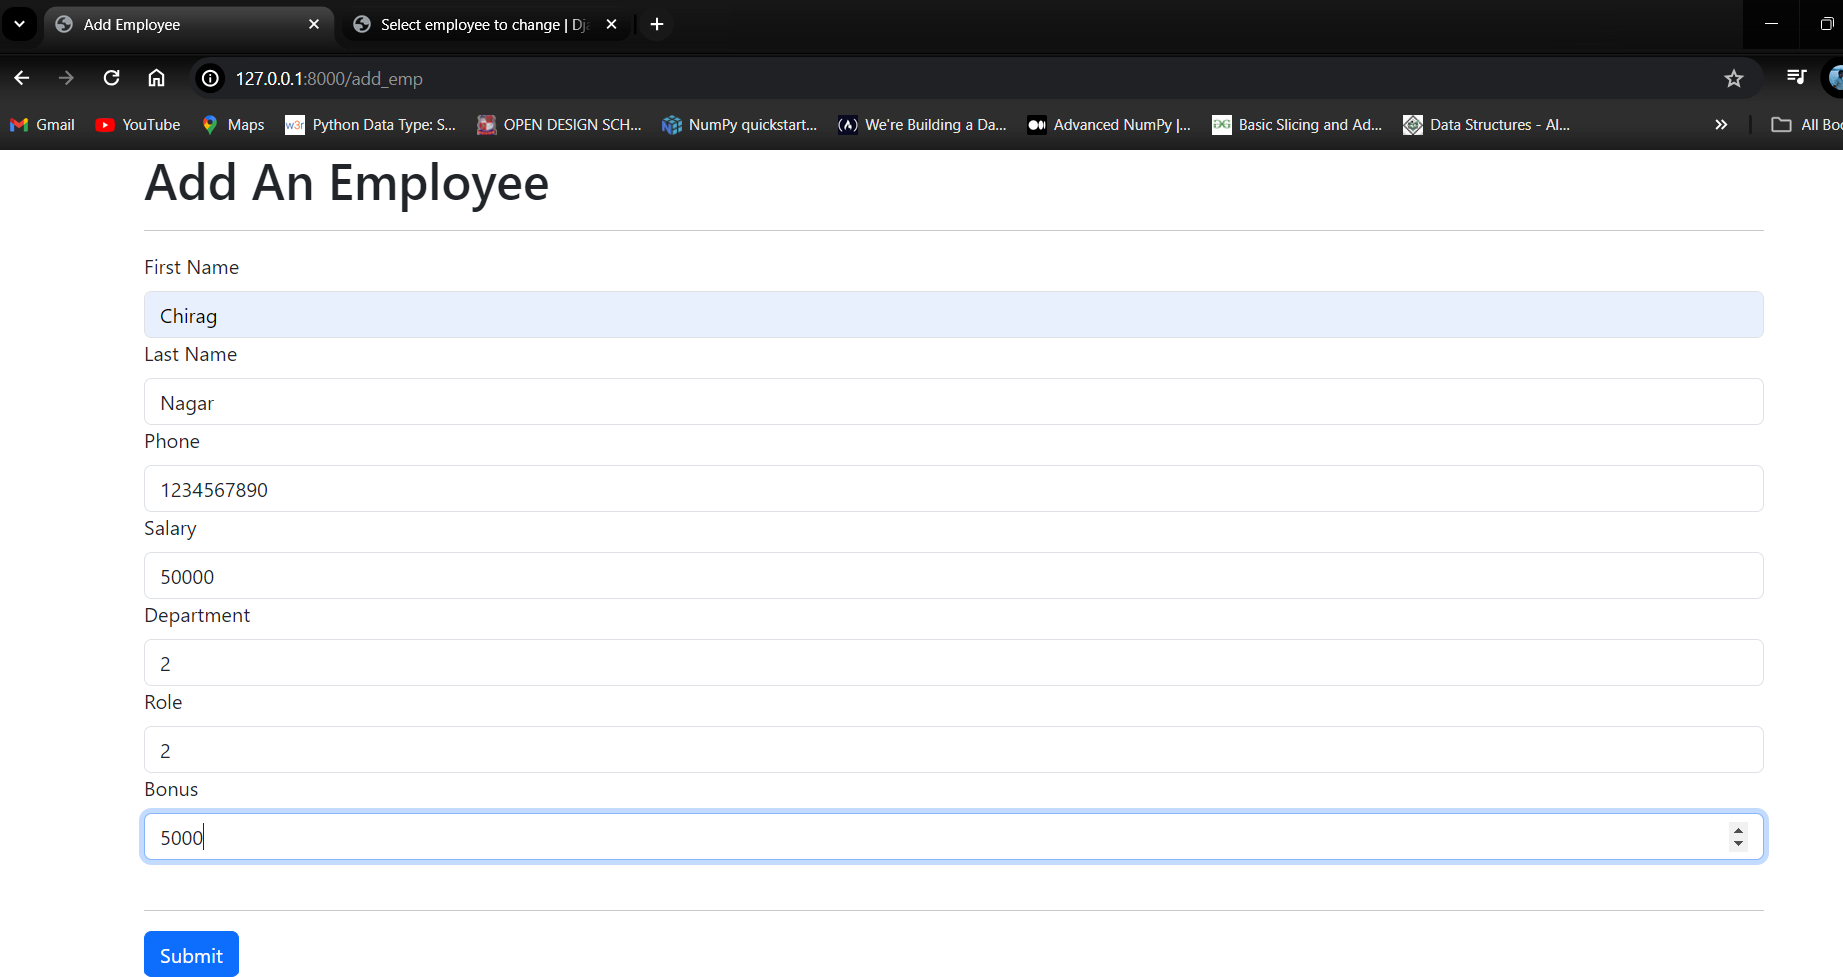 Add Employee
Select employee to change | Dj
127.0.0.1:8000/add_emp
Gmail YouTube Maps w3r Python Data Type: S... OPEN DESIGN SCH... NumPy quickstart... We're Building a Da... Advanced NumPy |... Basic Slicing and Ad... Data Structures - Al... » All Boo
Add An Employee
First Name
Chirag
Last Name
Nagar
Phone
1234567890
Salary
50000
Department
2
Role
2
Bonus
5000
Submit